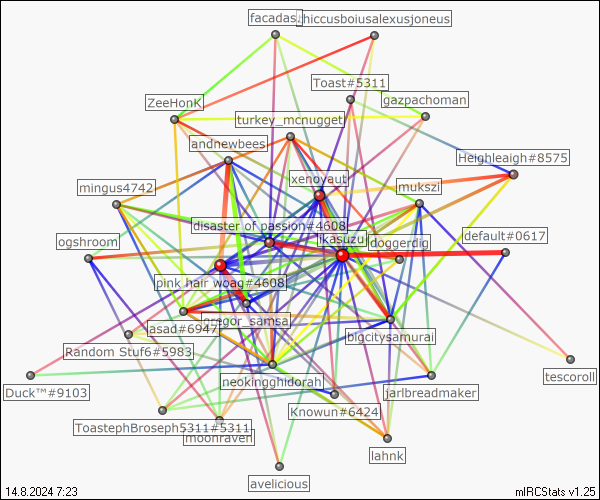 facadas
hiccusboiusalexusjoneus
Toast#5311
gazpachoman
ZeeHonK
turkey_mcnugget
andnewbees
Heighleaigh#8575
xenoyaut
mingus4742
mukszi
disaster of passion#4608
default#0617
ogshroom
doggerdig
pink hair woag#4608
gregor_samsa
asad#6947
bigcitysamurai
Random Stuf6#5983
tescoroll
neokingghidorah
Duck™#9103
jarlbreadmaker
Knowun#6424
ToastephBroseph5311#5311
moonraven
lahnk
avelicious
14.8.2024 7:23
mIRCStats v1.25